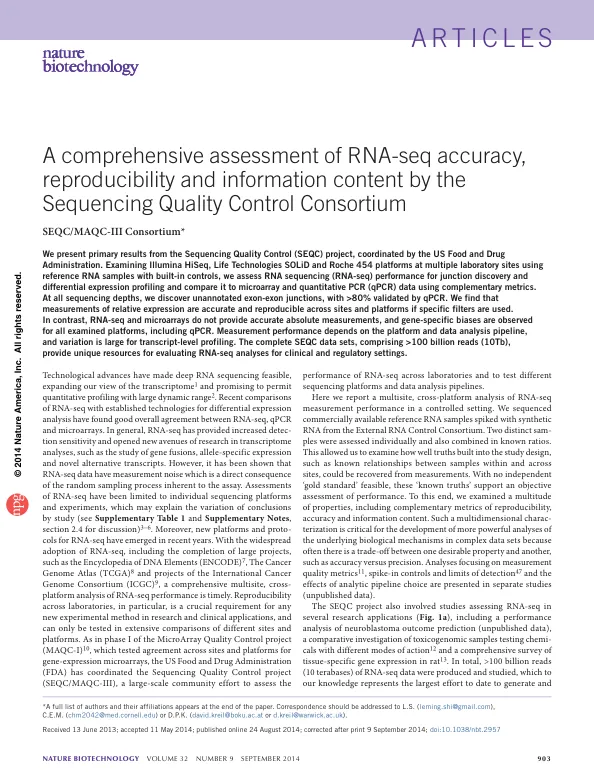 ARTICLES
nature
biotechnology
A comprehensive assessment of RNA-seq accuracy,
reproducibility and information content by the
Sequencing Quality Control Consortium
SEQC/MAQC-III Consortium*
We present primary results from the Sequencing Quality Control (SEQC) project, coordinated by the US Food and Drug
Administration. Examining Illumina HiSeq, Life Technologies SOLiD and Roche 454 platforms at multiple laboratory sites using
reference RNA samples with built-in controls, we assess RNA sequencing (RNA-seq) performance for junction discovery and
differential expression profiling and compare it to microarray and quantitative PCR (qPCR) data using complementary metrics.
At all sequencing depths, we discover unannotated exon-exon junctions, with >80% validated by qPCR. We find that
measurements of relative expression are accurate and reproducible across sites and platforms if specific filters are used.
In contrast, RNA-seq and microarrays do not provide accurate absolute measurements, and gene-specific biases are observed
for all examined platforms, including qPCR. Measurement performance depends on the platform and data analysis pipeline,
and variation is large for transcript-level profiling. The complete SEQC data sets, comprising >100 billion reads (10Tb),
provide unique resources for evaluating RNA-seq analyses for clinical and regulatory settings.
Technological advances have made deep RNA sequencing feasible,
expanding our view of the transcriptome1 and promising to permit
quantitative profiling with large dynamic range2. Recent comparisons
of RNA-seq with established technologies for differential expression
analysis have found good overall agreement between RNA-seq, qPCR
and microarrays. In general, RNA-seq has provided increased detec-
tion sensitivity and opened new avenues of research in transcriptome
analyses, such as the study of gene fusions, allele-specific expression
and novel alternative transcripts. However, it has been shown that
RNA-seq data have measurement noise which is a direct consequence
of the random sampling process inherent to the assay. Assessments
of RNA-seq have been limited to individual sequencing platforms
and experiments, which may explain the variation of conclusions
by study (see Supplementary Table 1 and Supplementary Notes,
section 2.4 for discussion)3–6. Moreover, new platforms and proto-
cols for RNA-seq have emerged in recent years. With the widespread
adoption of RNA-seq, including the completion of large projects,
such as the Encyclopedia of DNA Elements (ENCODE)7, The Cancer
Genome Atlas (TCGA)8 and projects of the International Cancer
Genome Consortium (ICGC)9, a comprehensive multisite, cross-
platform analysis of RNA-seq performance is timely. Reproducibility
across laboratories, in particular, is a crucial requirement for any
new experimental method in research and clinical applications, and
can only be tested in extensive comparisons of different sites and
platforms. As in phase I of the MicroArray Quality Control project
(MAQC-I)10, which tested agreement across sites and platforms for
gene-expression microarrays, the US Food and Drug Administration
(FDA) has coordinated the Sequencing Quality Control project
(SEQC/MAQC-III), a large-scale community effort to assess the
performance of RNA-seq across laboratories and to test different
sequencing platforms and data analysis pipelines.
Here we report a multisite, cross-platform analysis of RNA-seq
measurement performance in a controlled setting. We sequenced
commercially available reference RNA samples spiked with synthetic
RNA from the External RNA Control Consortium. Two distinct sam-
ples were assessed individually and also combined in known ratios.
This allowed us to examine how well truths built into the study design,
such as known relationships between samples within and across
sites, could be recovered from measurements. With no independent
'gold standard' feasible, these 'known truths' support an objective
assessment of performance. To this end, we examined a multitude
of properties, including complementary metrics of reproducibility,
accuracy and information content. Such a multidimensional charac-
terization is critical for the development of more powerful analyses of
the underlying biological mechanisms in complex data sets because
often there is a trade-off between one desirable property and another,
such as accuracy versus precision. Analyses focusing on measurement
quality metrics11, spike-in controls and limits of detection47 and the
effects of analytic pipeline choice are presented in separate studies
(unpublished data).
The SEQC project also involved studies assessing RNA-seq in
several research applications (Fig. 1a), including a performance
analysis of neuroblastoma outcome prediction (unpublished data),
a comparative investigation of toxicogenomic samples testing chemi-
cals with different modes of action12 and a comprehensive survey of
tissue-specific gene expression in rat13. In total, >100 billion reads
(10 terabases) of RNA-seq data were produced and studied, which to
our knowledge represents the largest effort to date to generate and
*A full list of authors and their affiliations appears at the end of the paper. Correspondence should be addressed to L.S. (leming.shi@gmail.com),
C.E.M. (chm2042@med.cornell.edu) or D.P.K. (david.kreil@boku.ac.at or d.kreil@warwick.ac.uk).
Received 13 June 2013; accepted 11 May 2014; published online 24 August 2014; corrected after print 9 September 2014; doi:10.1038/nbt.2957
NATURE BIOTECHNOLOGY VOLUME 32 NUMBER 9 SEPTEMBER 2014
903
© 2014 Nature America, Inc. All rights reserved.
npg